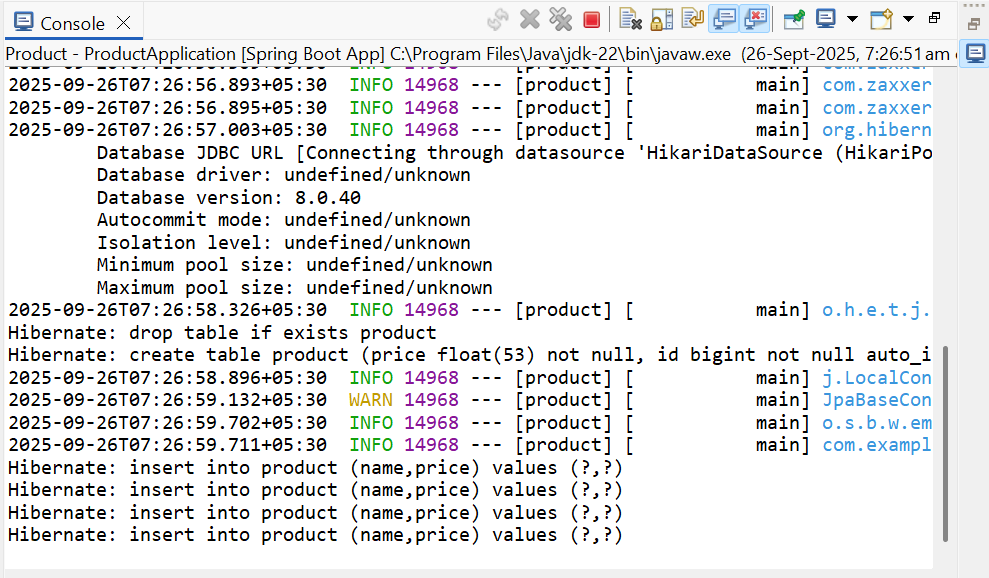 Console
Product - ProductApplication [Spring Boot App] C:\Program Files\Java\jdk-22\bin\javaw.exe (26-Sept-2025, 7:26:51 am
2025-09-26T07:26:56.893+05:30  INFO 14968 --- [product] [           main] com.zaxxer
2025-09-26T07:26:56.895+05:30  INFO 14968 --- [product] [           main] com.zaxxer
2025-09-26T07:26:57.003+05:30  INFO 14968 --- [product] [           main] org.hibern
Database JDBC URL [Connecting through datasource 'HikariDataSource (HikariPo
Database driver: undefined/unknown
Database version: 8.0.40
Autocommit mode: undefined/unknown
Isolation level: undefined/unknown
Minimum pool size: undefined/unknown
Maximum pool size: undefined/unknown
2025-09-26T07:26:58.326+05:30  INFO 14968 --- [product] [           main] o.h.e.t.j.
Hibernate: drop table if exists product
Hibernate: create table product (price float(53) not null, id bigint not null auto_i
2025-09-26T07:26:58.896+05:30  INFO 14968 --- [product] [           main] j.LocalCon
2025-09-26T07:26:59.132+05:30  WARN 14968 --- [product] [           main] JpaBaseCon
2025-09-26T07:26:59.702+05:30  INFO 14968 --- [product] [           main] o.s.b.w.em
2025-09-26T07:26:59.711+05:30  INFO 14968 --- [product] [           main] com.exampl
Hibernate: insert into product (name,price) values (?,?)
Hibernate: insert into product (name,price) values (?,?)
Hibernate: insert into product (name,price) values (?,?)
Hibernate: insert into product (name,price) values (?,?)